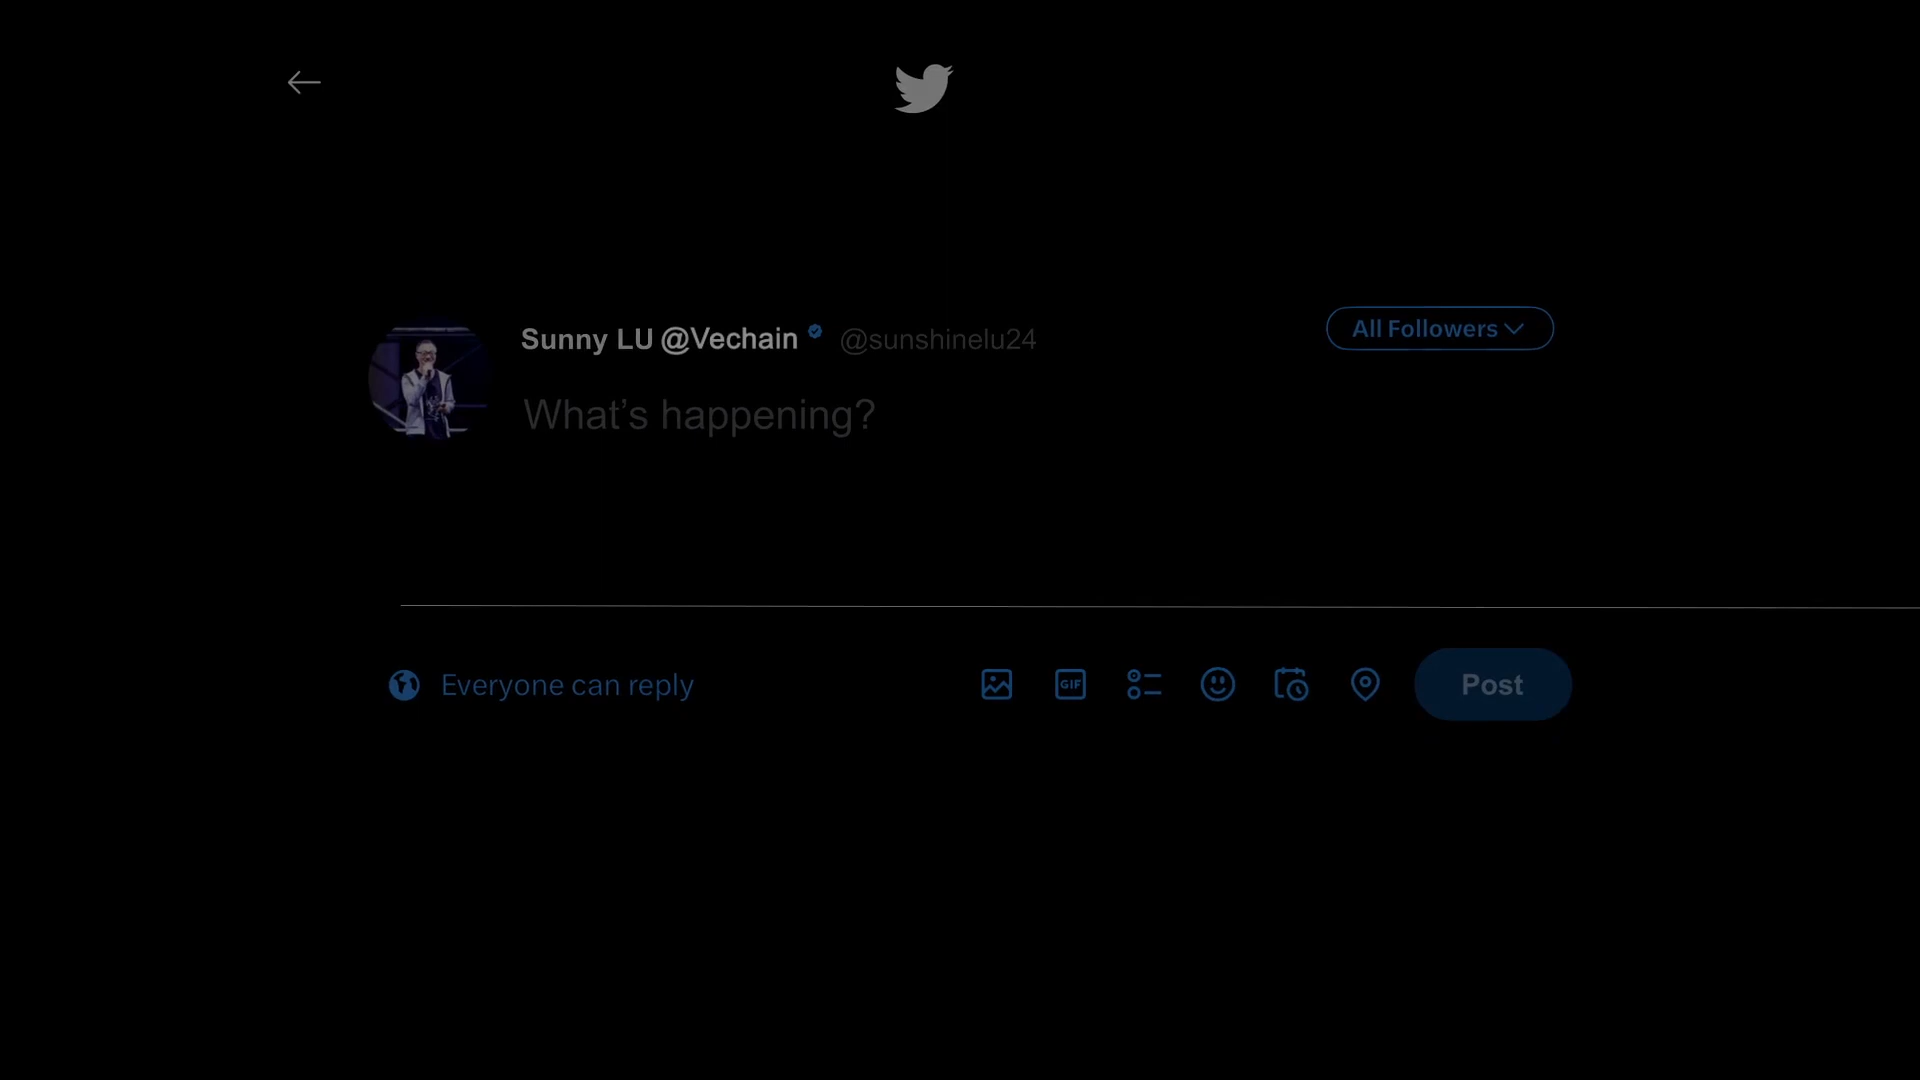 Sunny LU @Vechain @sunshinelu24
All Followers
What’s happening?
Everyone can reply
GIF
Post